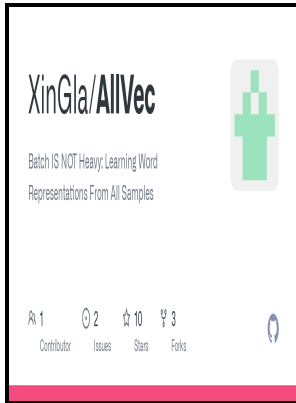 XinGla/AllVec
Batch IS NOT Heavy: Learning Word
Representations From All Samples
1 2 10 3
Contributor Issues Stars Forks